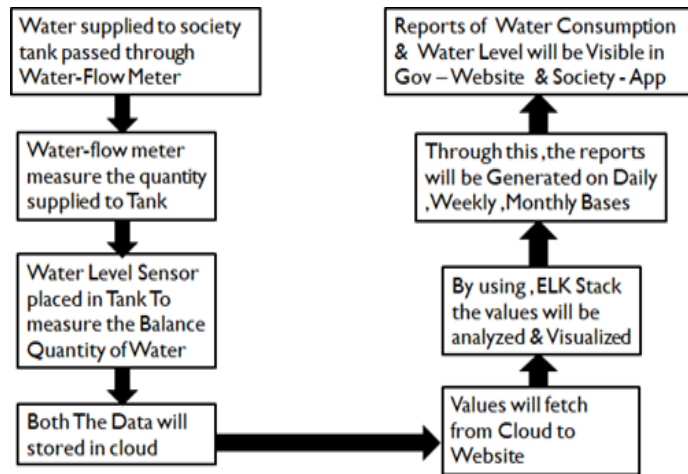 Water supplied to society
tank passed through
Water-Flow Meter
Water-flow meter
measure the quantity
supplied to Tank
Water Level Sensor
placed in Tank To
measure the Balance
Quantity of Water
Both The Data will
stored in cloud
Values will fetch
from Cloud to
Website
By using ,ELK Stack
the values will be
analyzed & Visualized
Through this ,the reports
will be Generated on Daily
,Weekly ,Monthly Bases
Reports of Water Consumption
& Water Level will be Visible in
Gov – Website & Society - App